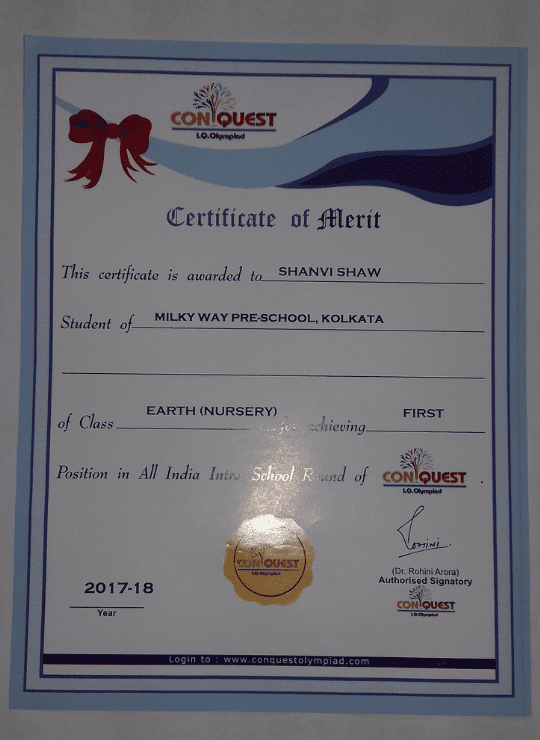 CONQUEST
I.Q. Olympiad
Certificate of Merit
This certificate is awarded to SHANVI SHAW
Student of MILKY WAY PRE-SCHOOL, KOLKATA
of Class EARTH (NURSERY) for achieving FIRST
Position in All India Intra School Round of CONQUEST
I.Q. Olympiad
CONQUEST
I.Q. Olympiad
Rohini
(Dr. Rohini Arora)
Authorised Signatory
CONQUEST
I.Q. Olympiad
2017-18
Year
Login to : www.conquestolympiad.com